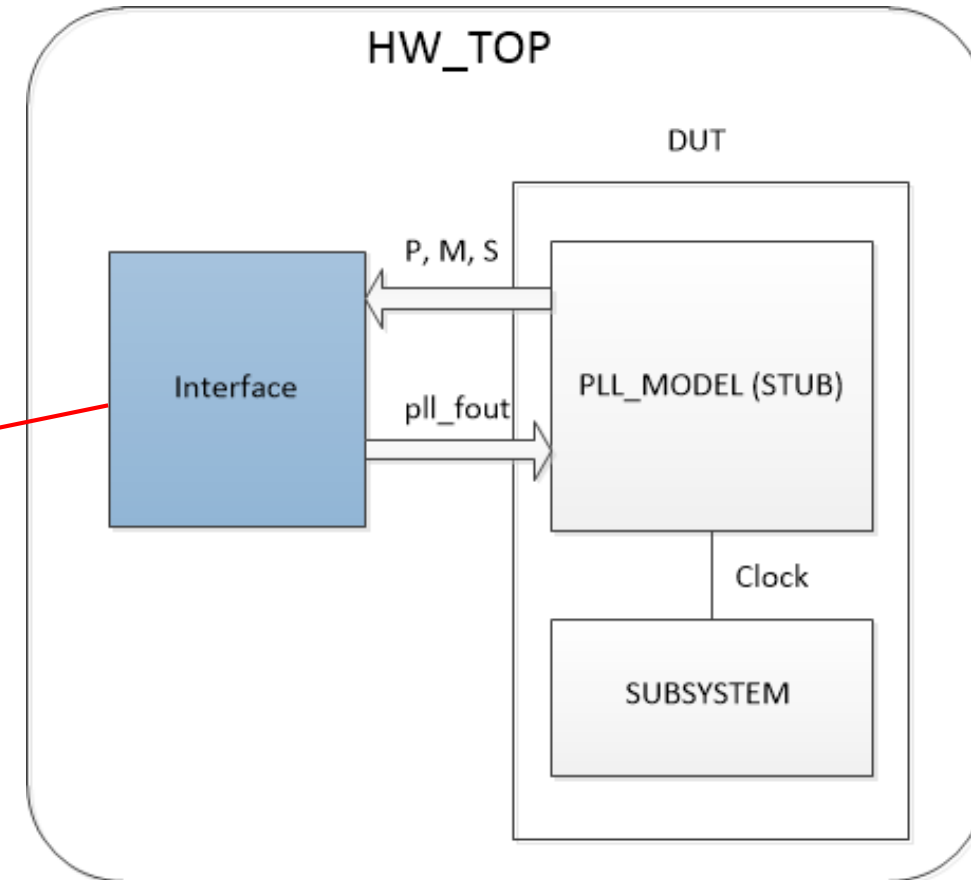 HW_TOP
DUT
P, M, S
Interface
PLL_MODEL (STUB)
pll_fout
Clock
SUBSYSTEM